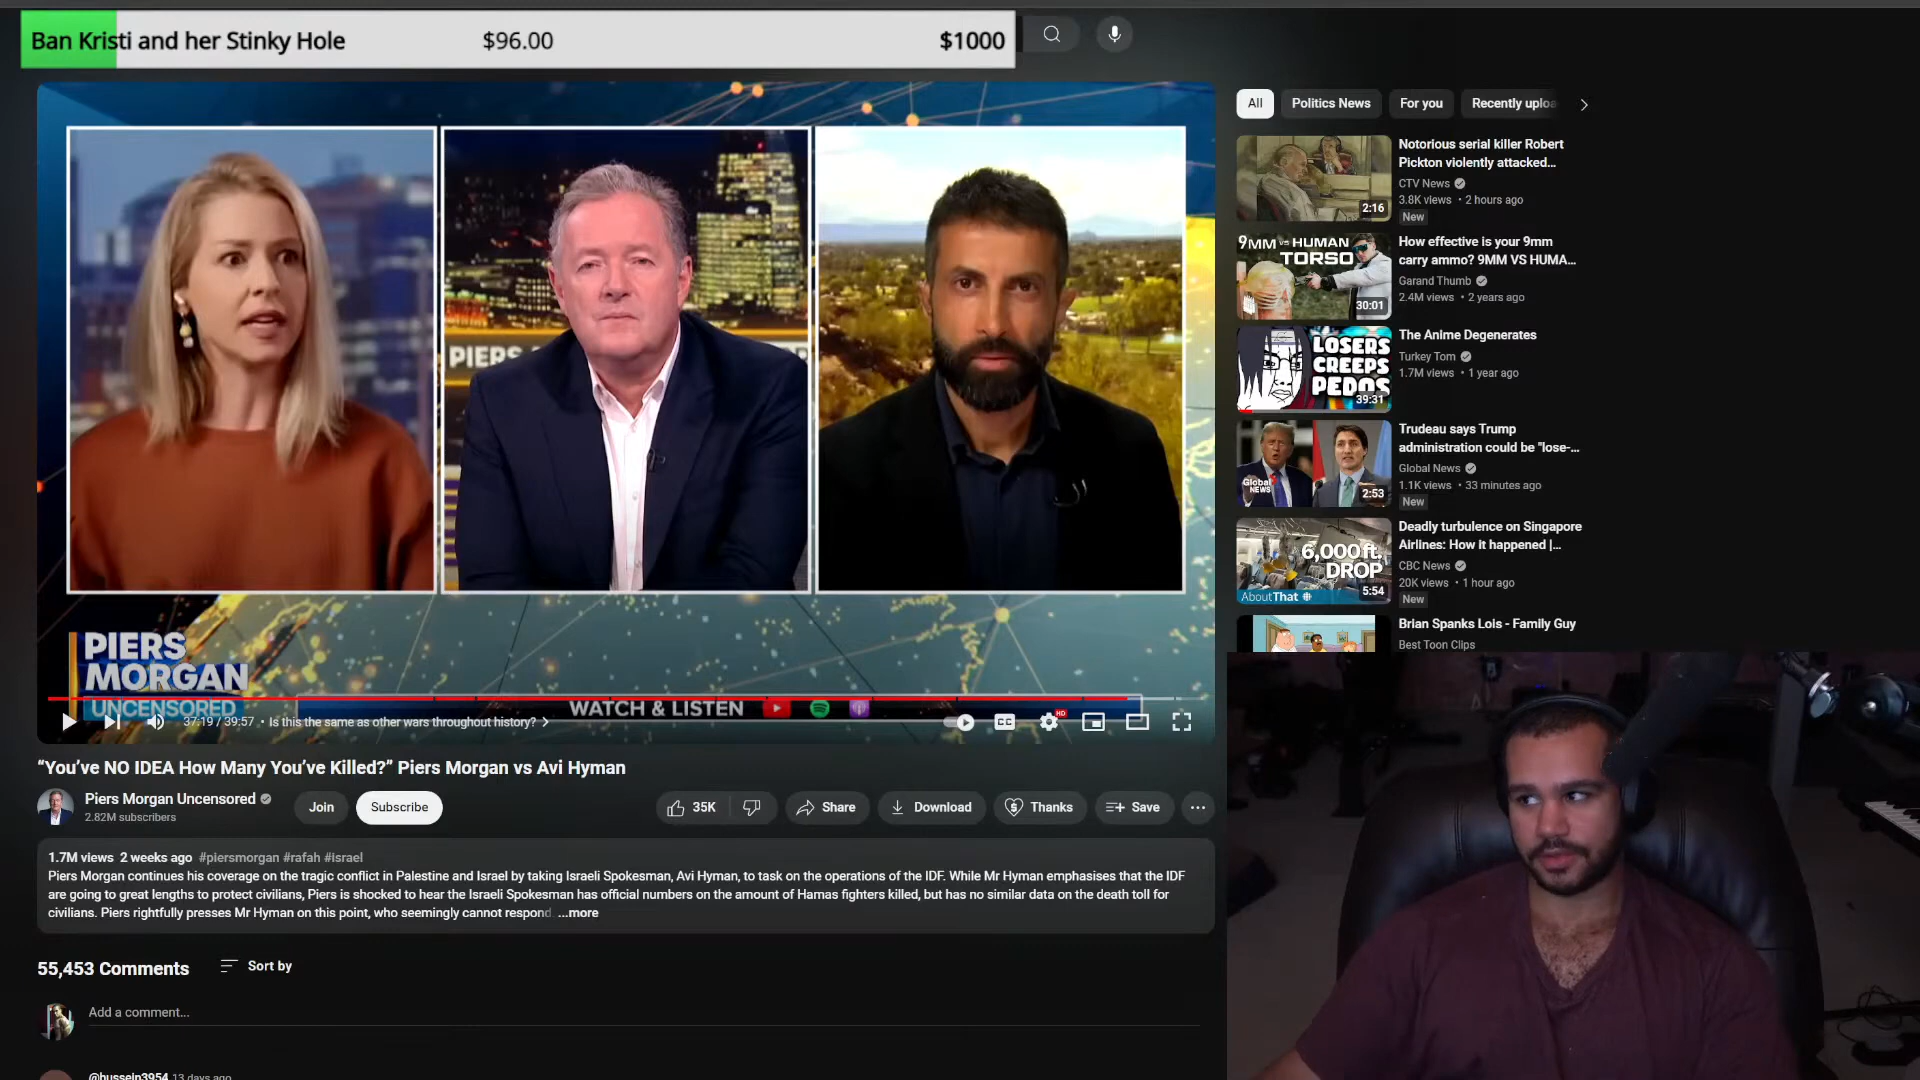 Ban Kristi and her Stinky Hole $96.00 $1000
PIERS
PIERS
MORGAN
UNCENSORED
WATCH & LISTEN
37:19 / 39:57 • Is this the same as other wars throughout history?
CC
HD
“You’ve NO IDEA How Many You’ve Killed?” Piers Morgan vs Avi Hyman
Piers Morgan Uncensored
2.82M subscribers
Join
Subscribe
35K
Share
Download
Thanks
Save
1.7M views 2 weeks ago #piersmorgan #rafah #israel
Piers Morgan continues his coverage on the tragic conflict in Palestine and Israel by taking Israeli Spokesman, Avi Hyman, to task on the operations of the IDF. While Mr Hyman emphasises that the IDF
are going to great lengths to protect civilians, Piers is shocked to hear the Israeli Spokesman has official numbers on the amount of Hamas fighters killed, but has no similar data on the death toll for
civilians. Piers rightfully presses Mr Hyman on this point, who seemingly cannot respond. ...more
55,453 Comments
Sort by
Add a comment...
@hussein3954 13 days ago
All
Politics News
For you
Recently uploa
Notorious serial killer Robert
Pickton violently attacked...
CTV News
3.8K views • 2 hours ago
New
2:16
9MM VS HUMAN
TORSO
30:01
How effective is your 9mm
carry ammo? 9MM VS HUMA...
Garand Thumb
2.4M views • 2 years ago
LOSERS
CREEPS
PEDOS
39:31
The Anime Degenerates
Turkey Tom
1.7M views • 1 year ago
Global
NEWS
2:53
Trudeau says Trump
administration could be "lose-...
Global News
1.1K views • 33 minutes ago
New
6,000 ft.
DROP
About That
5:54
Deadly turbulence on Singapore
Airlines: How it happened |...
CBC News
20K views • 1 hour ago
New
Brian Spanks Lois - Family Guy
Best Toon Clips